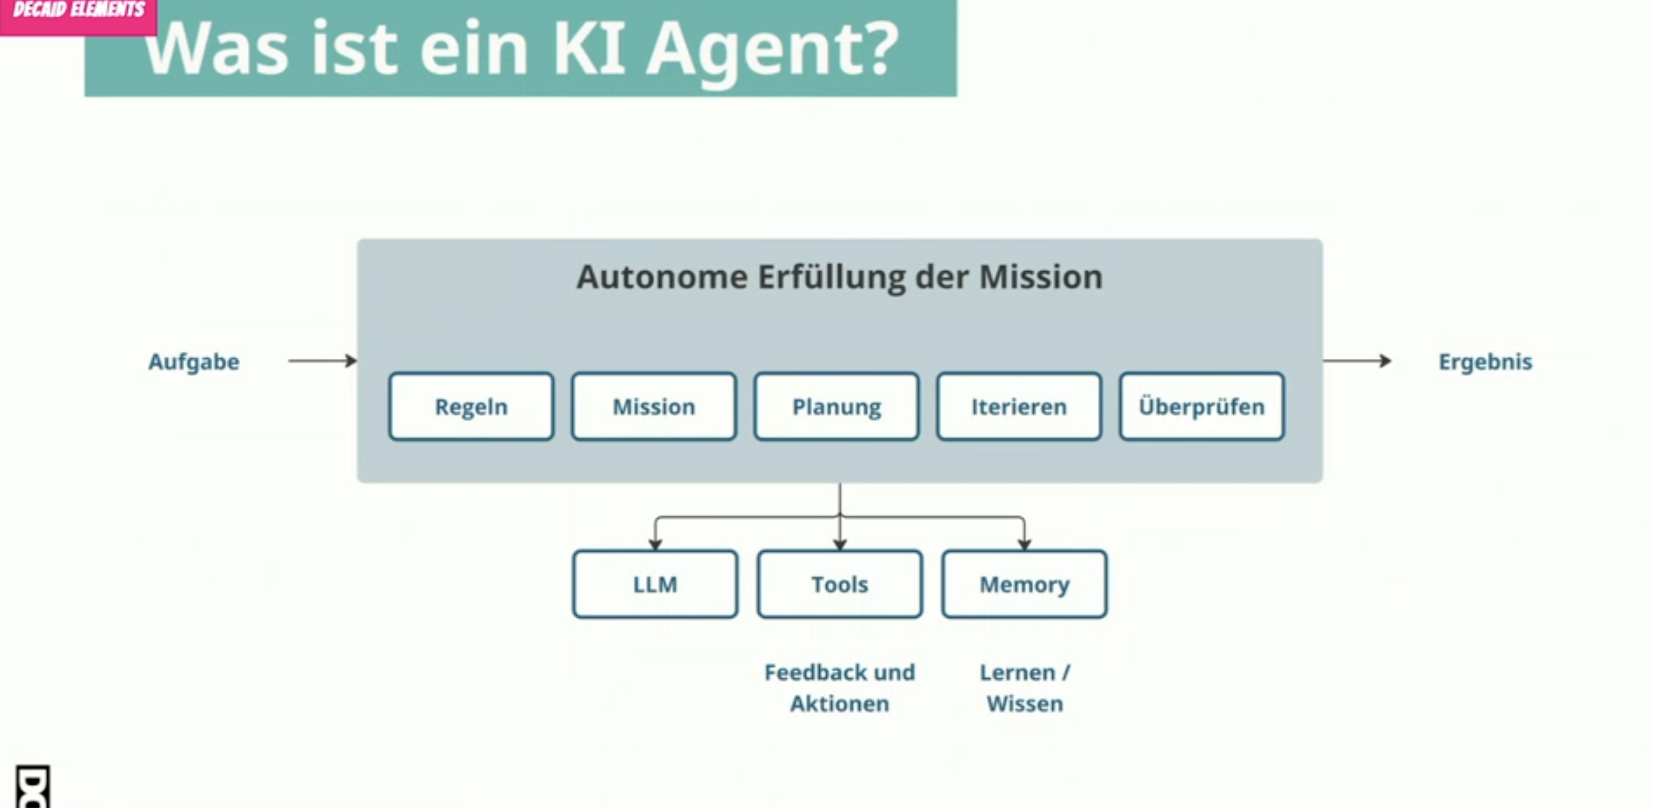 DECAID ELEMENTS
Was ist ein KI Agent?
Autonome Erfüllung der Mission
Aufgabe
Ergebnis
Regeln
Mission
Planung
Iterieren
Überprüfen
LLM
Tools
Memory
Feedback und
Aktionen
Lernen /
Wissen